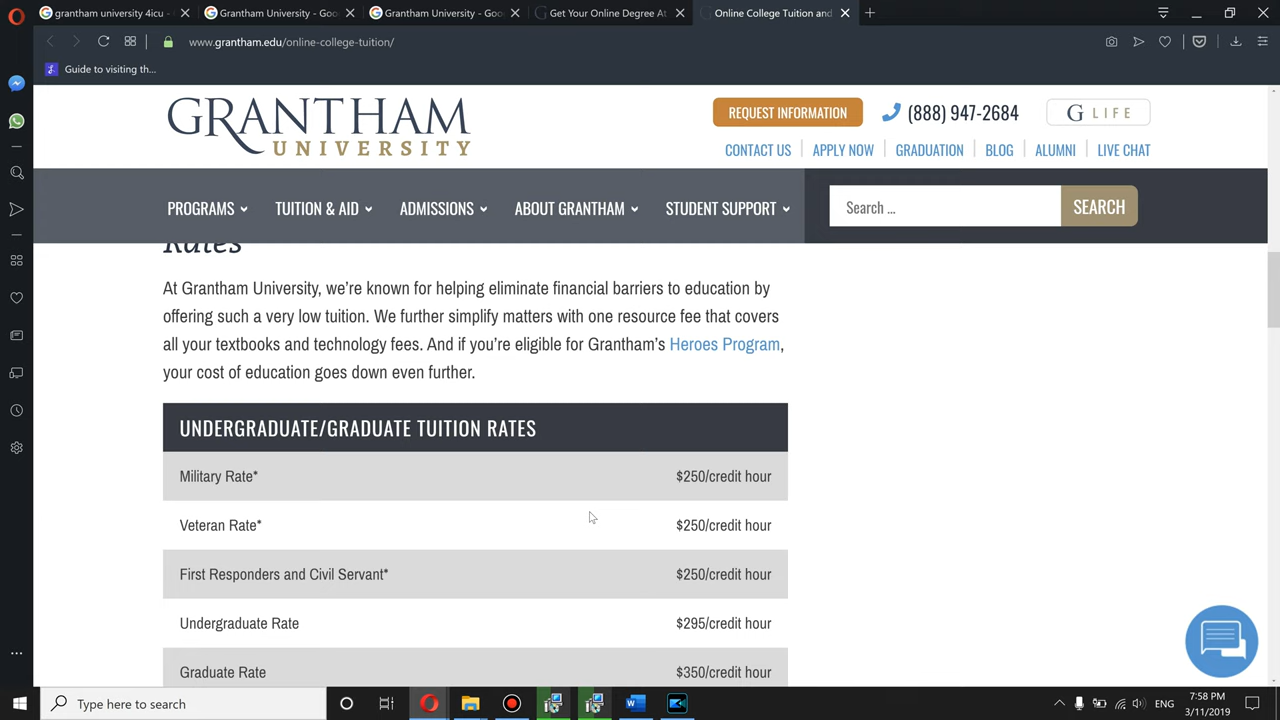 grantham university 4icu -
Grantham University - Goo
Grantham University - Goo
Get Your Online Degree At
Online College Tuition and
www.grantham.edu/online-college-tuition/
Guide to visiting th...
GRANTHAM
UNIVERSITY
REQUEST INFORMATION
(888) 947-2684
G LIFE
CONTACT US
APPLY NOW
GRADUATION
BLOG
ALUMNI
LIVE CHAT
PROGRAMS
TUITION & AID
ADMISSIONS
ABOUT GRANTHAM
STUDENT SUPPORT
Search ...
SEARCH
Rates
At Grantham University, we're known for helping eliminate financial barriers to education by
offering such a very low tuition. We further simplify matters with one resource fee that covers
all your textbooks and technology fees. And if you're eligible for Grantham's Heroes Program,
your cost of education goes down even further.
UNDERGRADUATE/GRADUATE TUITION RATES
Military Rate* $250/credit hour
Veteran Rate* $250/credit hour
First Responders and Civil Servant* $250/credit hour
Undergraduate Rate $295/credit hour
Graduate Rate $350/credit hour
Type here to search
ENG
7:58 PM
3/11/2019